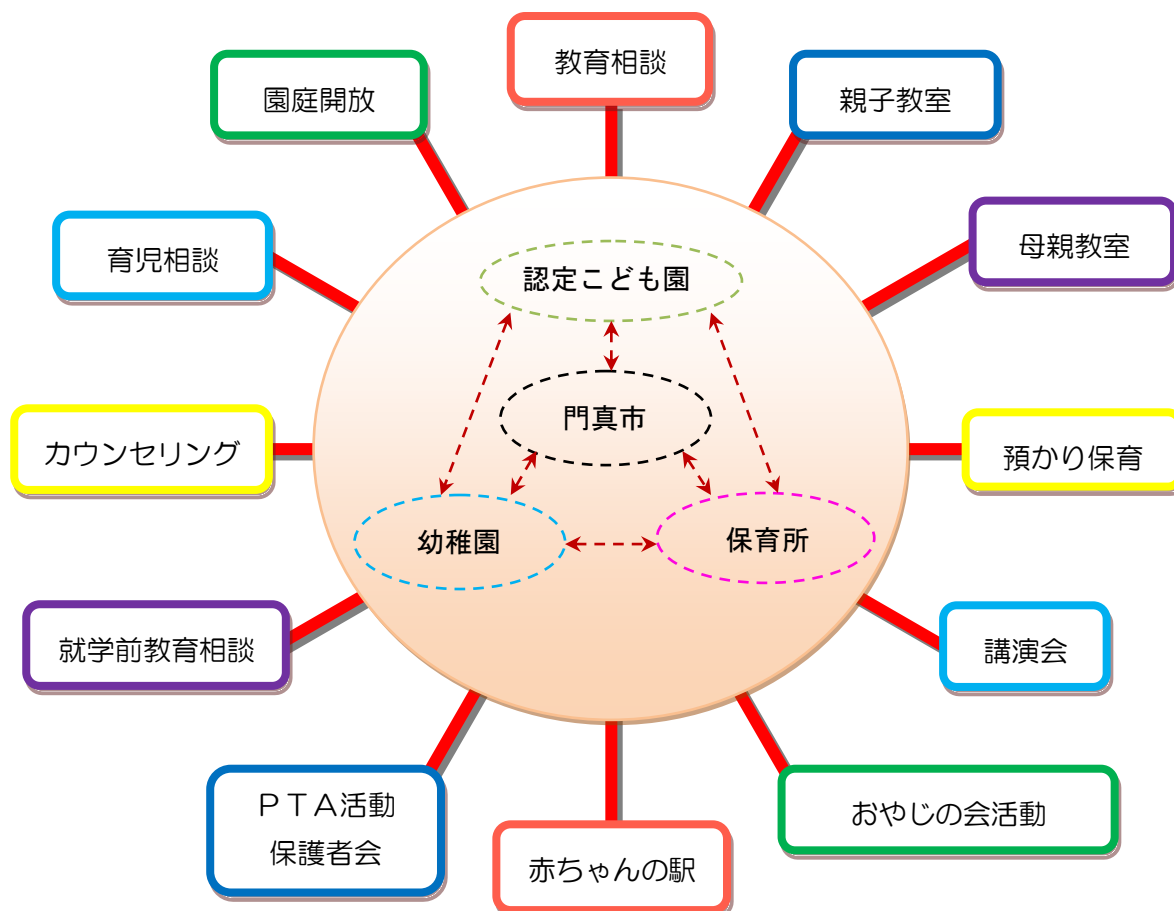 教育相談
園庭開放
親子教室
育児相談
母親教室
認定こども園
門真市
カウンセリング
預かり保育
幼稚園
保育所
就学前教育相談
講演会
ＰＴＡ活動
保護者会
おやじの会活動
赤ちゃんの駅